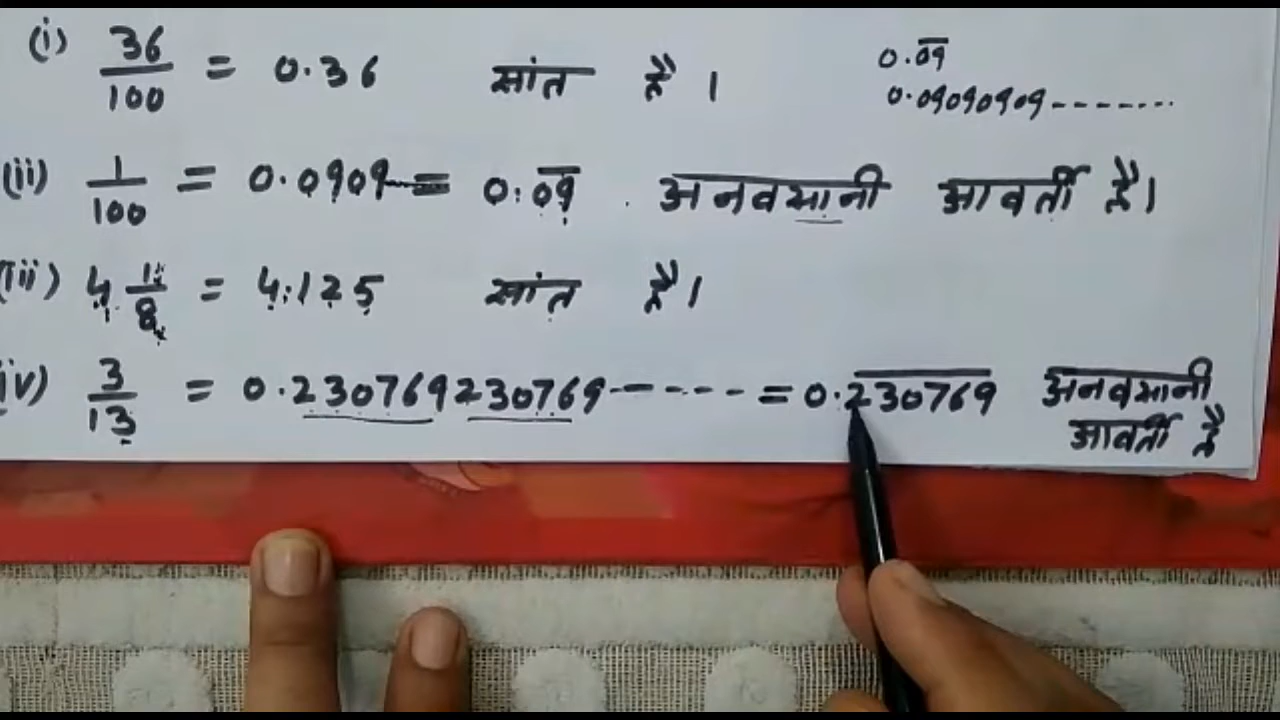 (i) 36/100 = 0.36 सांत है।
0.0̅9̅
0.09090909-------
(ii) 1/100 = 0.0909---= 0.0̅9̅ अनवसानी आवर्ती है।
(iii) 4 1/8 = 4.125 सांत है।
(iv) 3/13 = 0.230769230769----- = 0.2̅3̅0̅7̅6̅9̅ अनवसानी
आवर्ती है